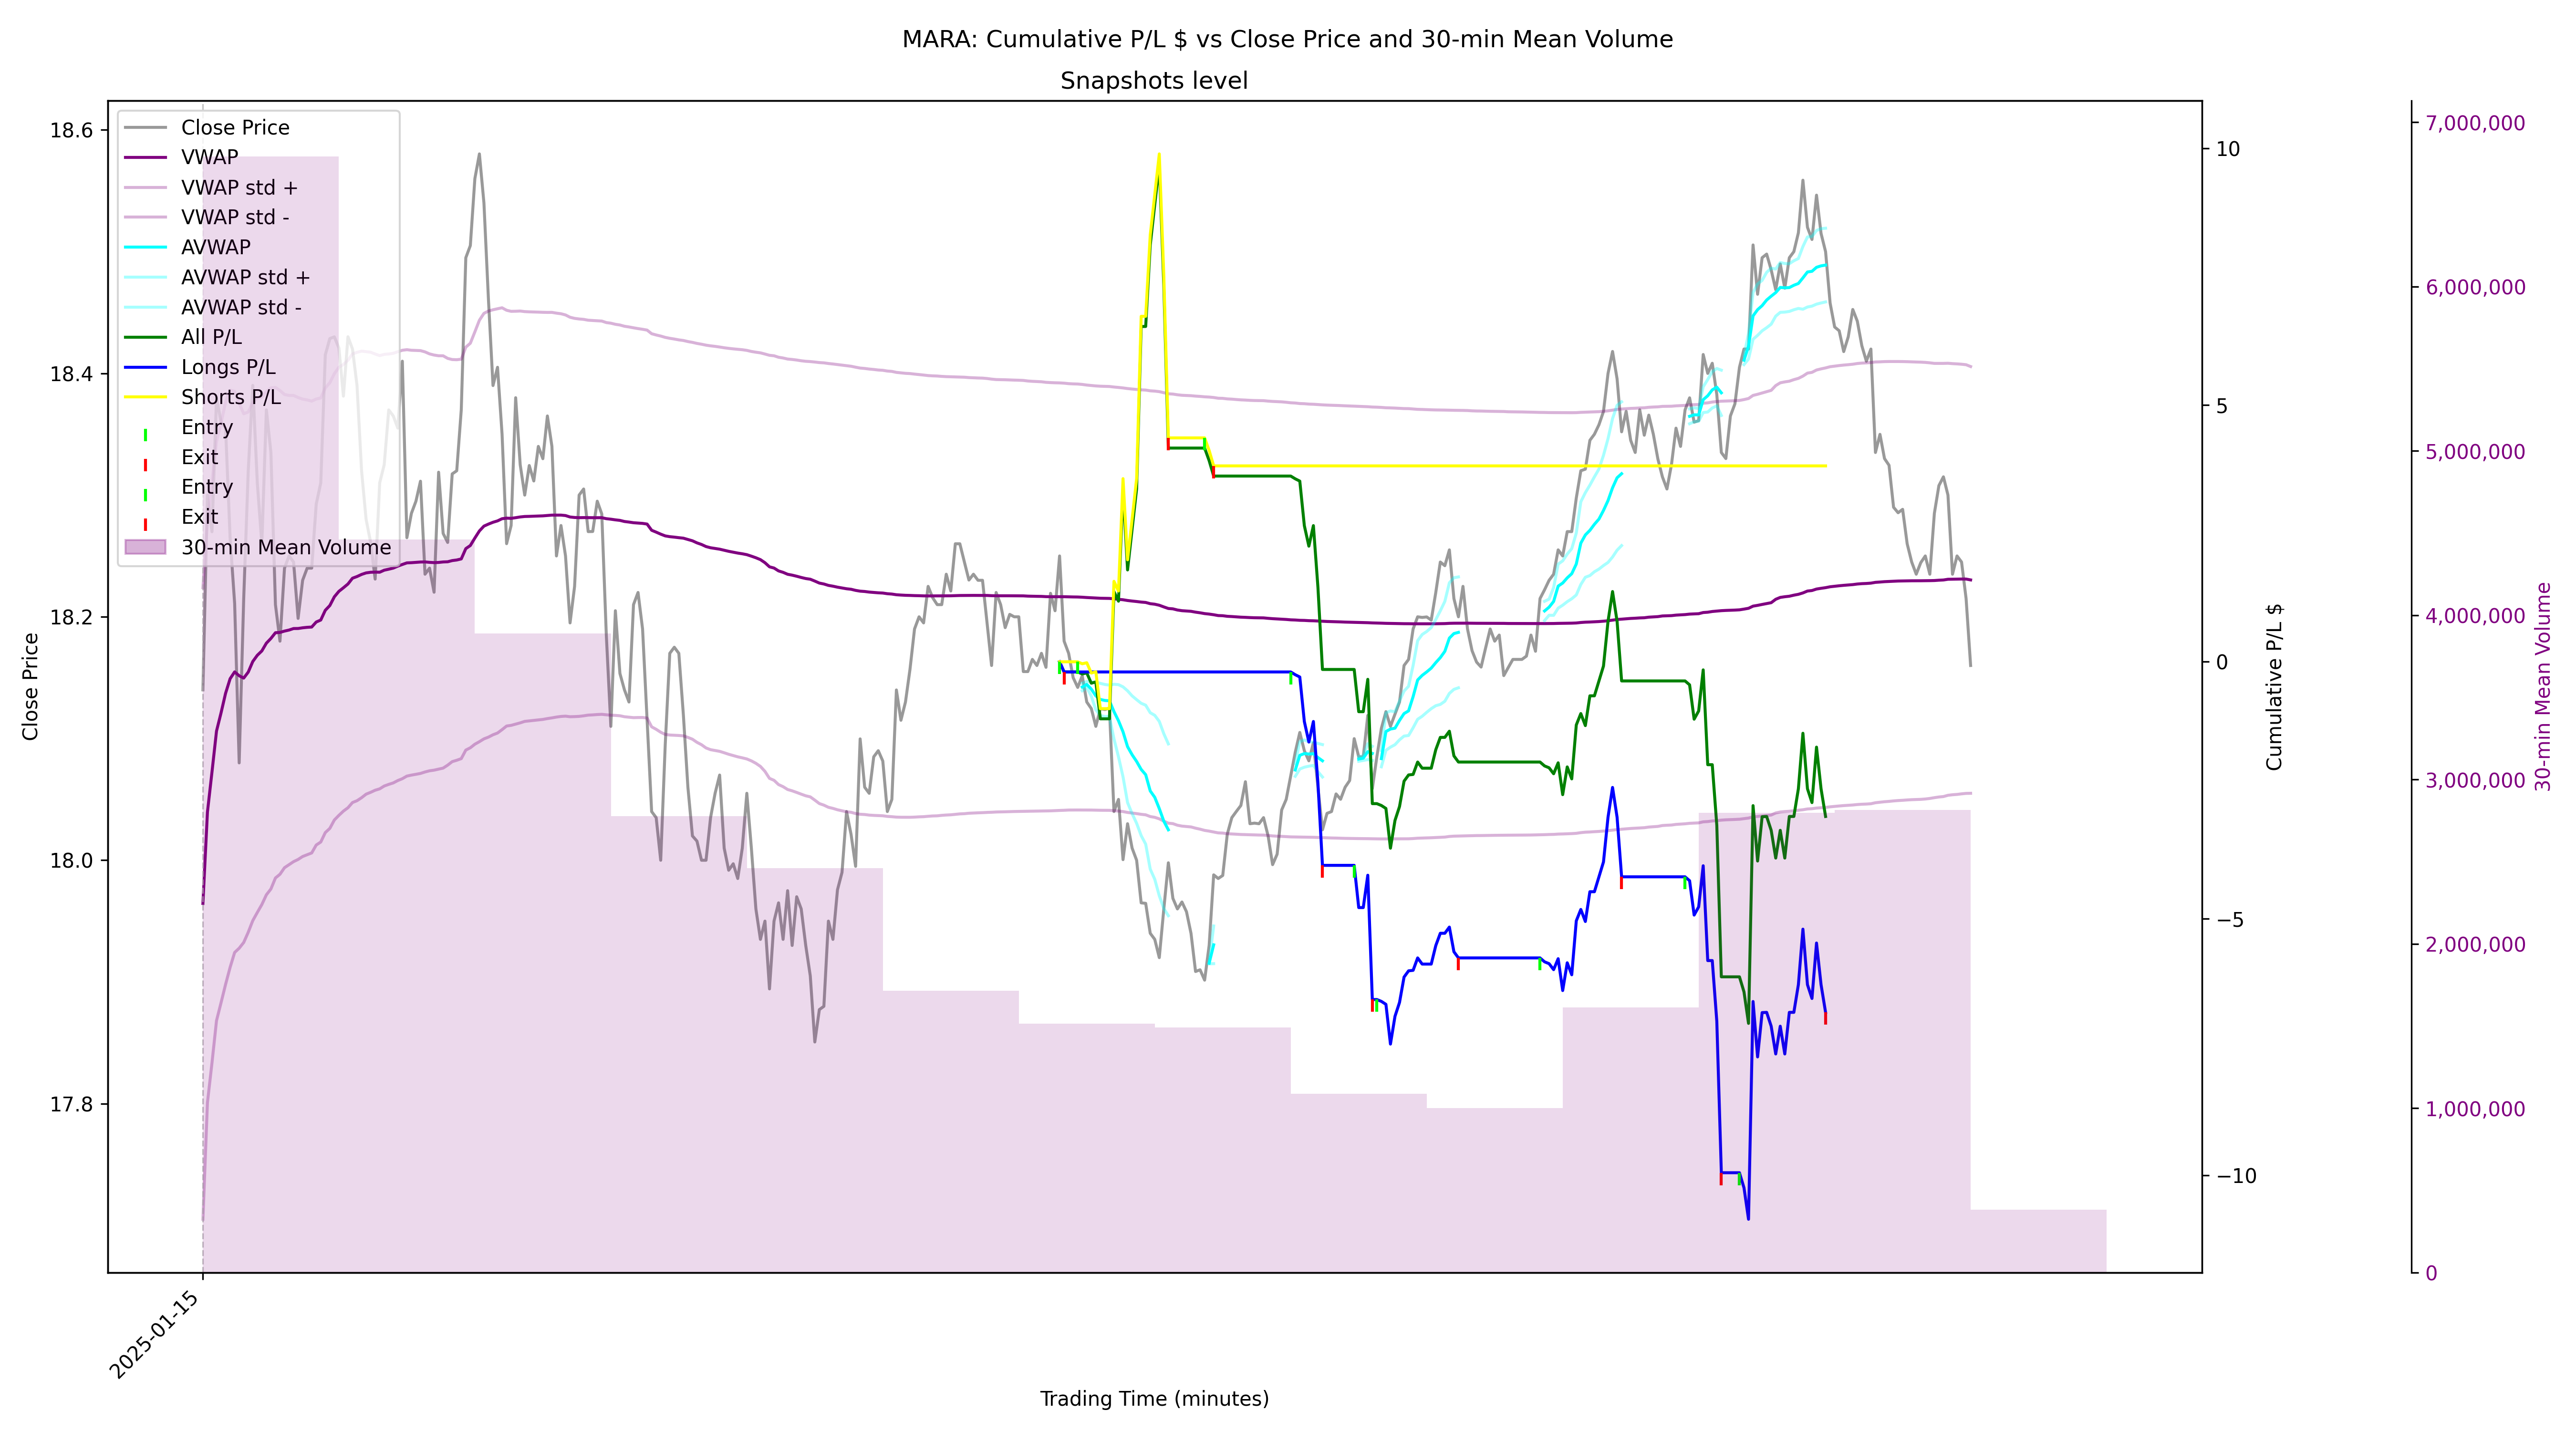 MARA: Cumulative P/L $ vs Close Price and 30-min Mean Volume
Snapshots level
Close Price
VWAP
VWAP std +
VWAP std -
AVWAP
AVWAP std +
AVWAP std -
All P/L
Longs P/L
Shorts P/L
Entry
Exit
Entry
Exit
30-min Mean Volume
18.6
18.4
18.2
18.0
17.8
Close Price
10
5
0
−5
−10
Cumulative P/L $
7,000,000
6,000,000
5,000,000
4,000,000
3,000,000
2,000,000
1,000,000
0
30-min Mean Volume
2025-01-15
Trading Time (minutes)